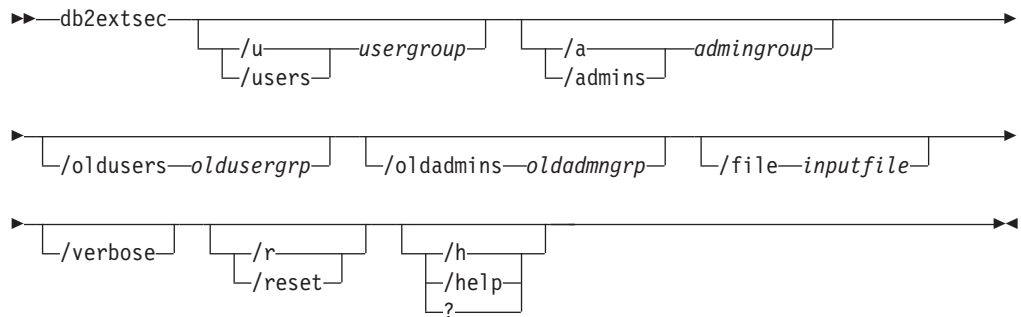 db2extsec /u usergroup /a admingroup
/users /admins
/oldusers oldusergrp /oldadmins oldadmngrp /file inputfile
/verbose /r /h
/reset /help
?